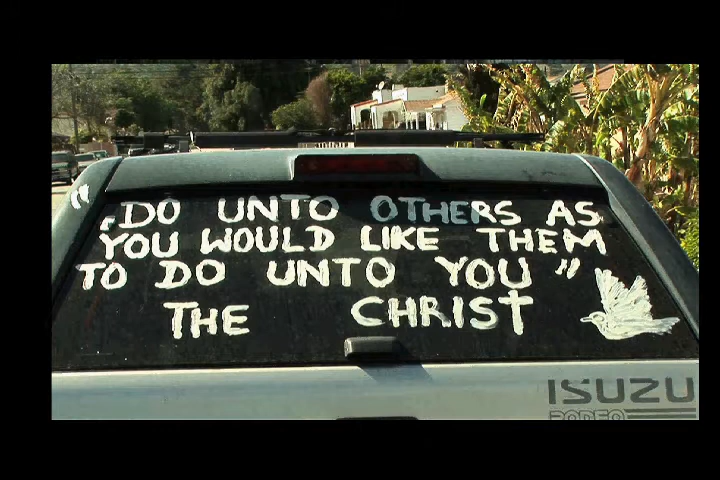 „DO UNTO OTHERS AS
YOU WOULD LIKE THEM
TO DO UNTO YOU"
THE CHRIST
ISUZU
RODEO